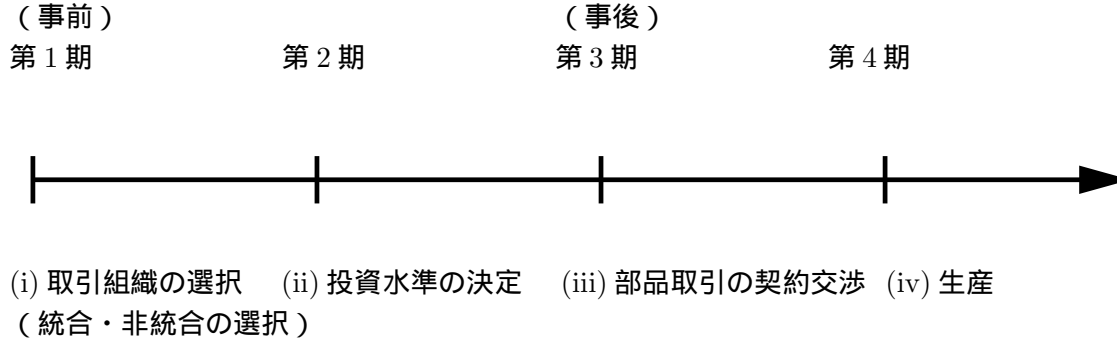 （事前）　（事後）
第1期　第2期　第3期　第4期
(i) 取引組織の選択　(ii) 投資水準の決定　(iii) 部品取引の契約交渉　(iv) 生産
（統合・非統合の選択）